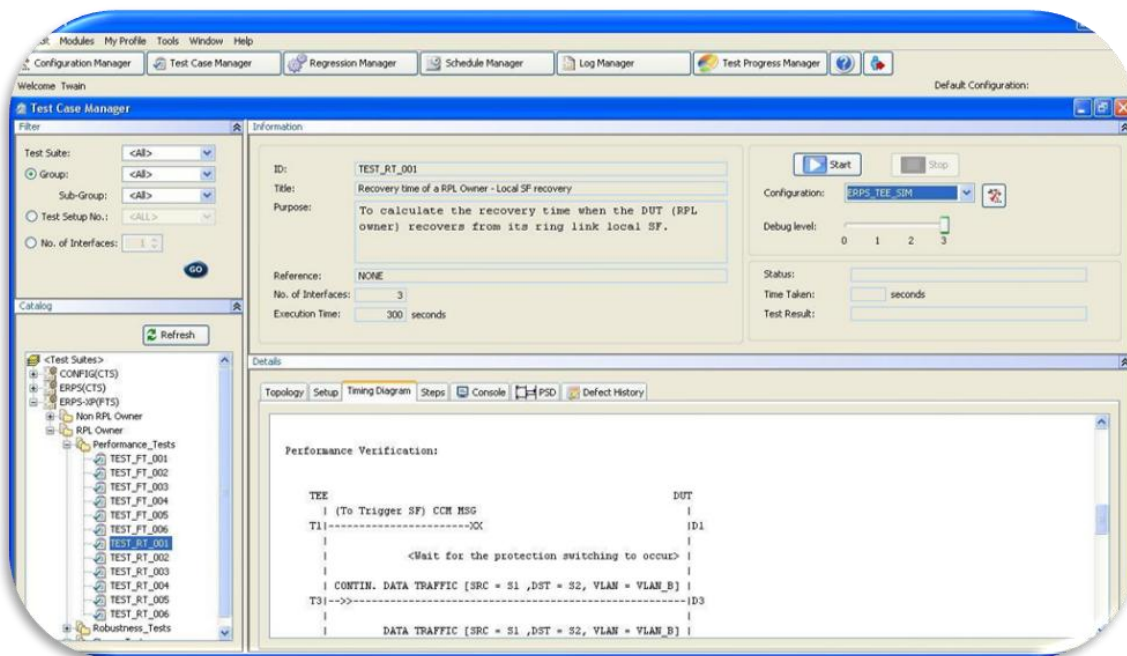 Modules My Profile Tools Window Help
Configuration Manager Test Case Manager Regression Manager Schedule Manager Log Manager Test Progress Manager
Welcome Twain Default Configuration:
Test Case Manager
Filter
Test Suite: <All>
Group: <All>
Sub-Group: <All>
Test Setup No.: <ALL>
No. of Interfaces: 1
GO
Catalog
Refresh
<Test Suites>
CONFIG(CTS)
ERPS(CTS)
ERPS-XP(FTS)
Non RPL Owner
RPL Owner
Performance_Tests
TEST_FT_001
TEST_FT_002
TEST_FT_003
TEST_FT_004
TEST_FT_005
TEST_FT_006
TEST_RT_001
TEST_RT_002
TEST_RT_003
TEST_RT_004
TEST_RT_005
TEST_RT_006
Robustness_Tests
Information
ID: TEST_RT_001
Title: Recovery time of a RPL Owner - Local SF recovery
Purpose: To calculate the recovery time when the DUT (RPL
owner) recovers from its ring link local SF.
Reference: NONE
No. of Interfaces: 3
Execution Time: 300 seconds
Start Stop
Configuration: ERPS_TEE_SIM
Debug level:
0 1 2 3
Status:
Time Taken: seconds
Test Result:
Details
Topology Setup Timing Diagram Steps Console PSD Defect History
Performance Verification:
TEE DUT
| (To Trigger SF) CCM MSG |
T1|-----------------------XX |D1
| |
| <Wait for the protection switching to occur> |
| |
| CONTIN. DATA TRAFFIC [SRC = S1 ,DST = S2, VLAN = VLAN_B] |
T3|-->>------------------------------------------------------|D3
| |
| DATA TRAFFIC [SRC = S1 ,DST = S2, VLAN = VLAN_B] |